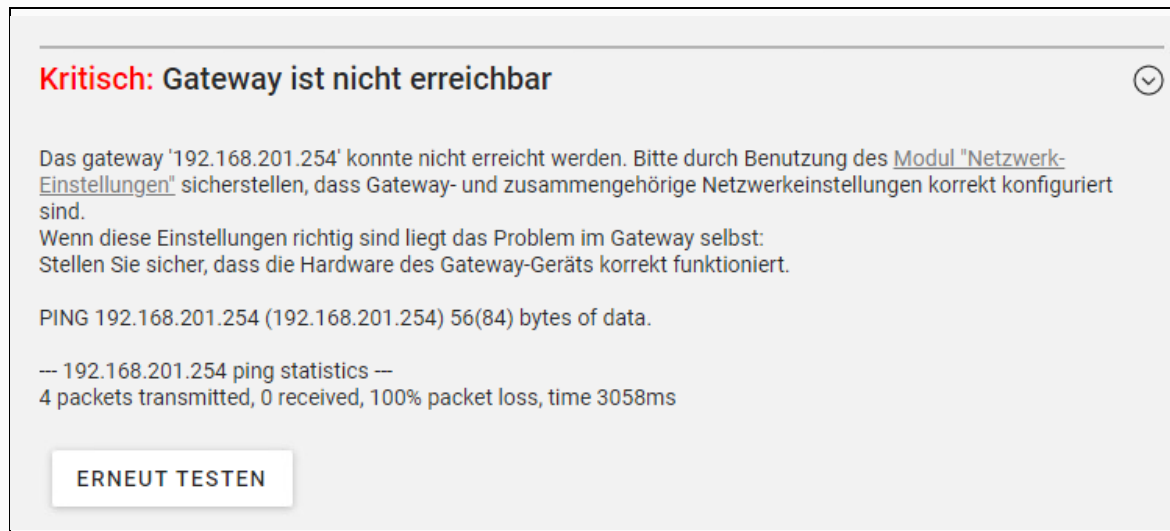 Kritisch: Gateway ist nicht erreichbar
Das gateway '192.168.201.254' konnte nicht erreicht werden. Bitte durch Benutzung des Modul "Netzwerk-
Einstellungen" sicherstellen, dass Gateway- und zusammengehörige Netzwerkeinstellungen korrekt konfiguriert
sind.
Wenn diese Einstellungen richtig sind liegt das Problem im Gateway selbst:
Stellen Sie sicher, dass die Hardware des Gateway-Geräts korrekt funktioniert.
PING 192.168.201.254 (192.168.201.254) 56(84) bytes of data.
--- 192.168.201.254 ping statistics ---
4 packets transmitted, 0 received, 100% packet loss, time 3058ms
ERNEUT TESTEN